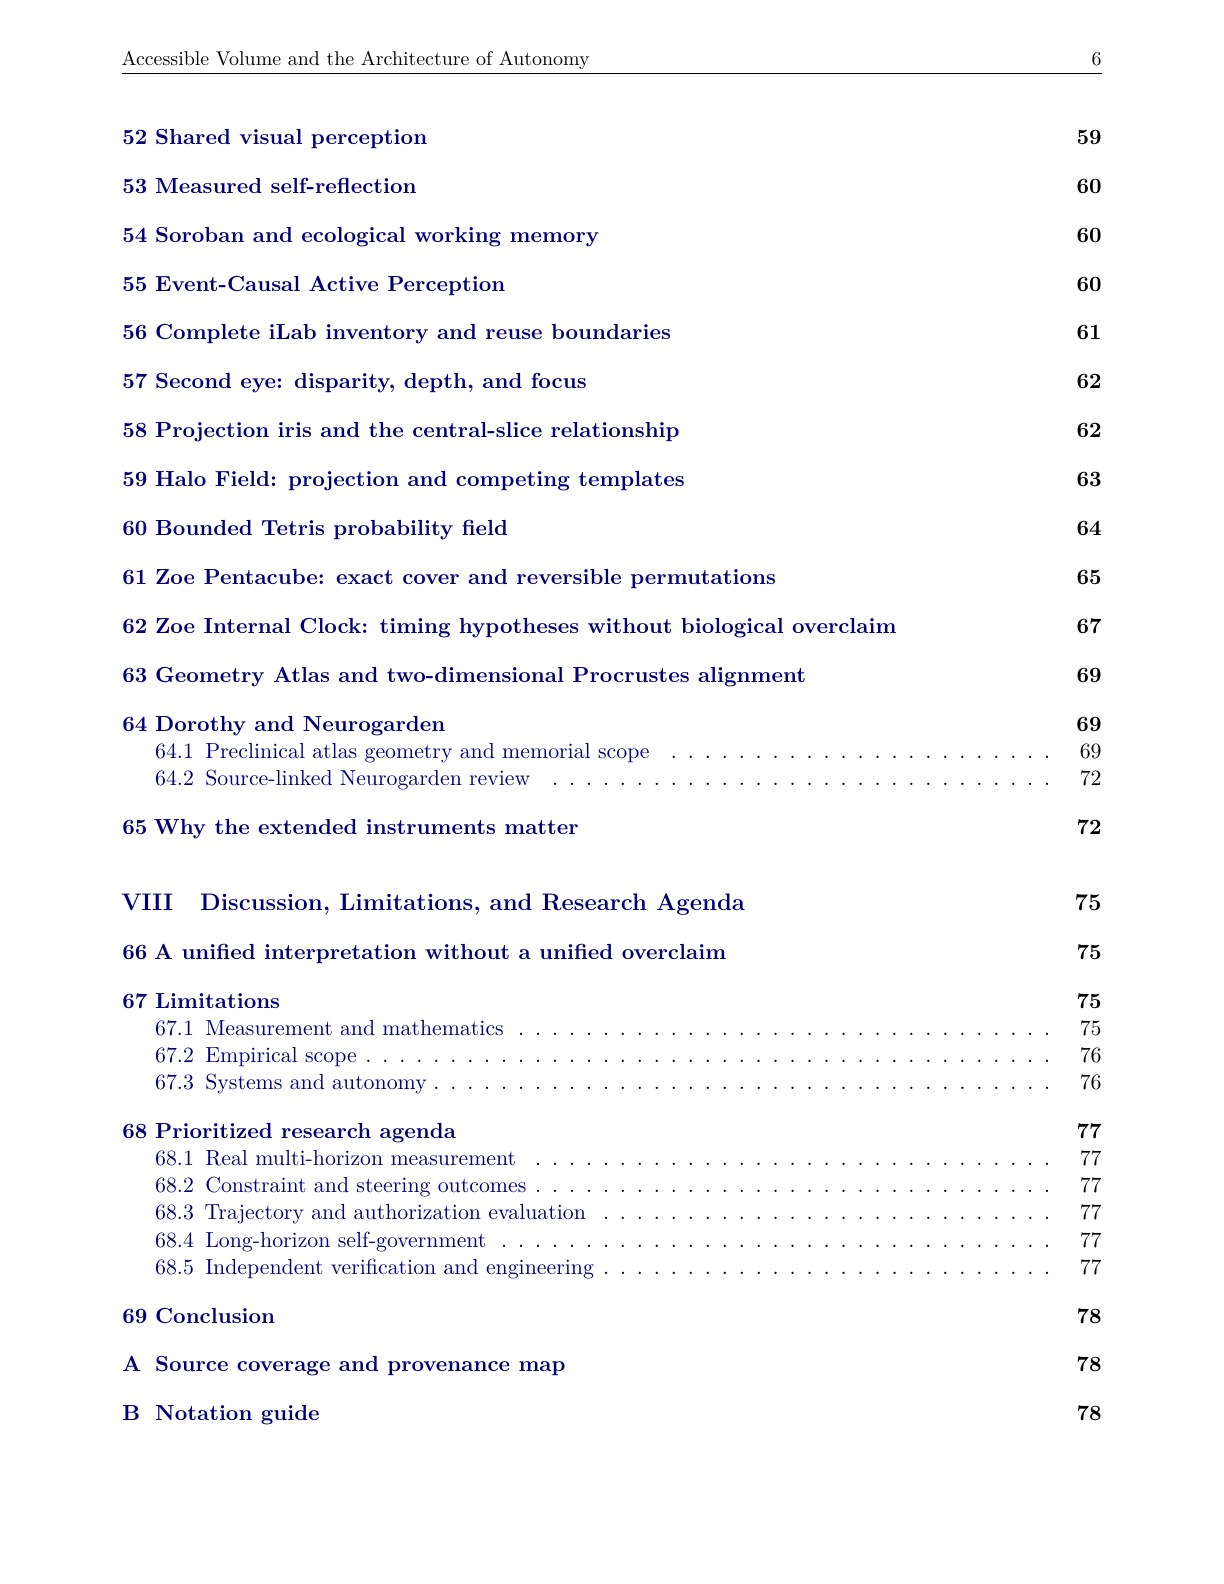 Accessible Volume and the Architecture of Autonomy 6
52 Shared visual perception 59
53 Measured self-reflection 60
54 Soroban and ecological working memory 60
55 Event-Causal Active Perception 60
56 Complete iLab inventory and reuse boundaries 61
57 Second eye: disparity, depth, and focus 62
58 Projection iris and the central-slice relationship 62
59 Halo Field: projection and competing templates 63
60 Bounded Tetris probability field 64
61 Zoe Pentacube: exact cover and reversible permutations 65
62 Zoe Internal Clock: timing hypotheses without biological overclaim 67
63 Geometry Atlas and two-dimensional Procrustes alignment 69
64 Dorothy and Neurogarden 69
64.1 Preclinical atlas geometry and memorial scope . . . . . . . . . . . . . . . . . . . . . . . 69
64.2 Source-linked Neurogarden review . . . . . . . . . . . . . . . . . . . . . . . . . . . . . . 72
65 Why the extended instruments matter 72
VIII Discussion, Limitations, and Research Agenda 75
66 A unified interpretation without a unified overclaim 75
67 Limitations 75
67.1 Measurement and mathematics . . . . . . . . . . . . . . . . . . . . . . . . . . . . . . . . 75
67.2 Empirical scope . . . . . . . . . . . . . . . . . . . . . . . . . . . . . . . . . . . . . . . . . 76
67.3 Systems and autonomy . . . . . . . . . . . . . . . . . . . . . . . . . . . . . . . . . . . . . 76
68 Prioritized research agenda 77
68.1 Real multi-horizon measurement . . . . . . . . . . . . . . . . . . . . . . . . . . . . . . . 77
68.2 Constraint and steering outcomes . . . . . . . . . . . . . . . . . . . . . . . . . . . . . . . 77
68.3 Trajectory and authorization evaluation . . . . . . . . . . . . . . . . . . . . . . . . . . . 77
68.4 Long-horizon self-government . . . . . . . . . . . . . . . . . . . . . . . . . . . . . . . . . 77
68.5 Independent verification and engineering . . . . . . . . . . . . . . . . . . . . . . . . . . . 77
69 Conclusion 78
A Source coverage and provenance map 78
B Notation guide 78